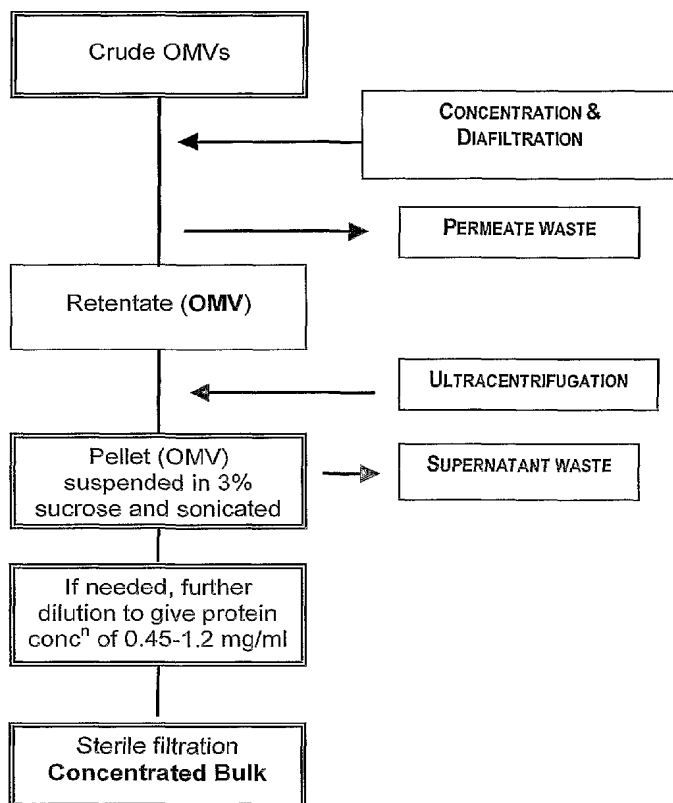 Crude OMVs
CONCENTRATION &
DIAFILTRATION
PERMEATE WASTE
Retentate (OMV)
ULTRACENTRIFUGATION
Pellet (OMV)
suspended in 3%
sucrose and sonicated
SUPERNATANT WASTE
If needed, further
dilution to give protein
concⁿ of 0.45-1.2 mg/ml
Sterile filtration
Concentrated Bulk